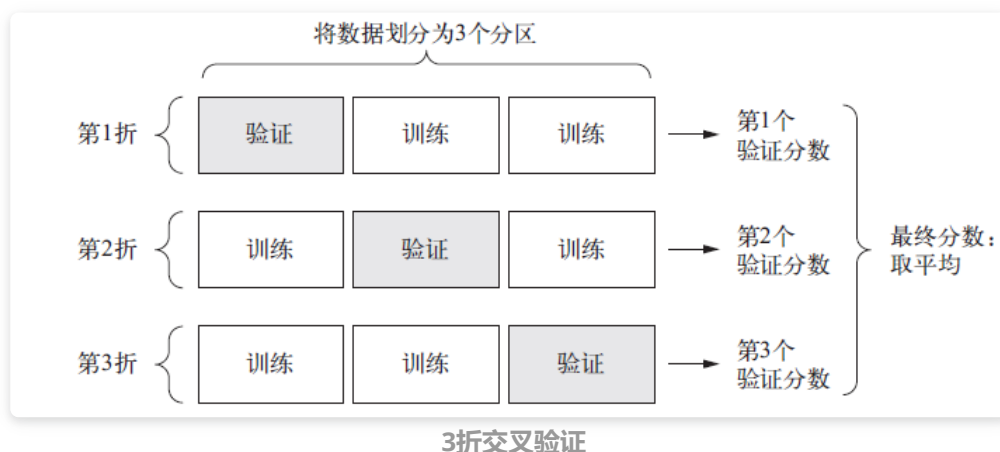 将数据划分为3个分区
第1折 验证 训练 训练 第1个
验证分数
第2折 训练 验证 训练 第2个
验证分数
最终分数：
取平均
第3折 训练 训练 验证 第3个
验证分数
3折交叉验证